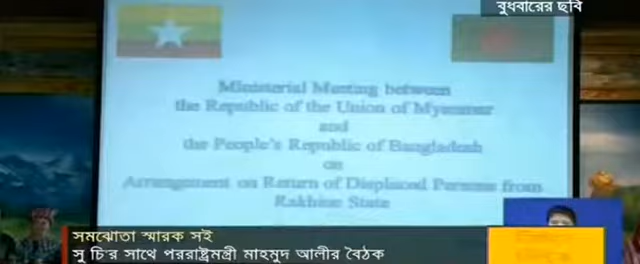 বুধবারের ছবি
Ministerial Meeting between
the Republic of the Union of Myanmar
and
the People's Republic of Bangladesh
on
Arrangement on Return of Displaced Persons from
Rakhine State
সমঝোতা স্মারক সই
সু চি'র সাথে পররাষ্ট্রমন্ত্রী মাহমুদ আলীর বৈঠক